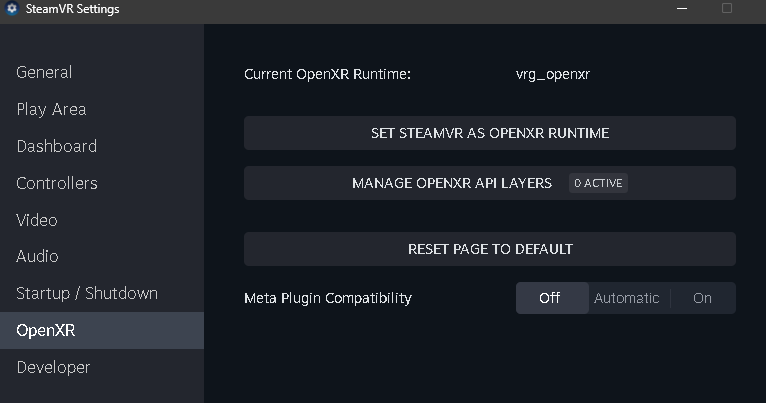 SteamVR Settings
General
Play Area
Dashboard
Controllers
Video
Audio
Startup / Shutdown
OpenXR
Developer
Current OpenXR Runtime: vrg_openxr
SET STEAMVR AS OPENXR RUNTIME
MANAGE OPENXR API LAYERS 0 ACTIVE
RESET PAGE TO DEFAULT
Meta Plugin Compatibility Off Automatic On